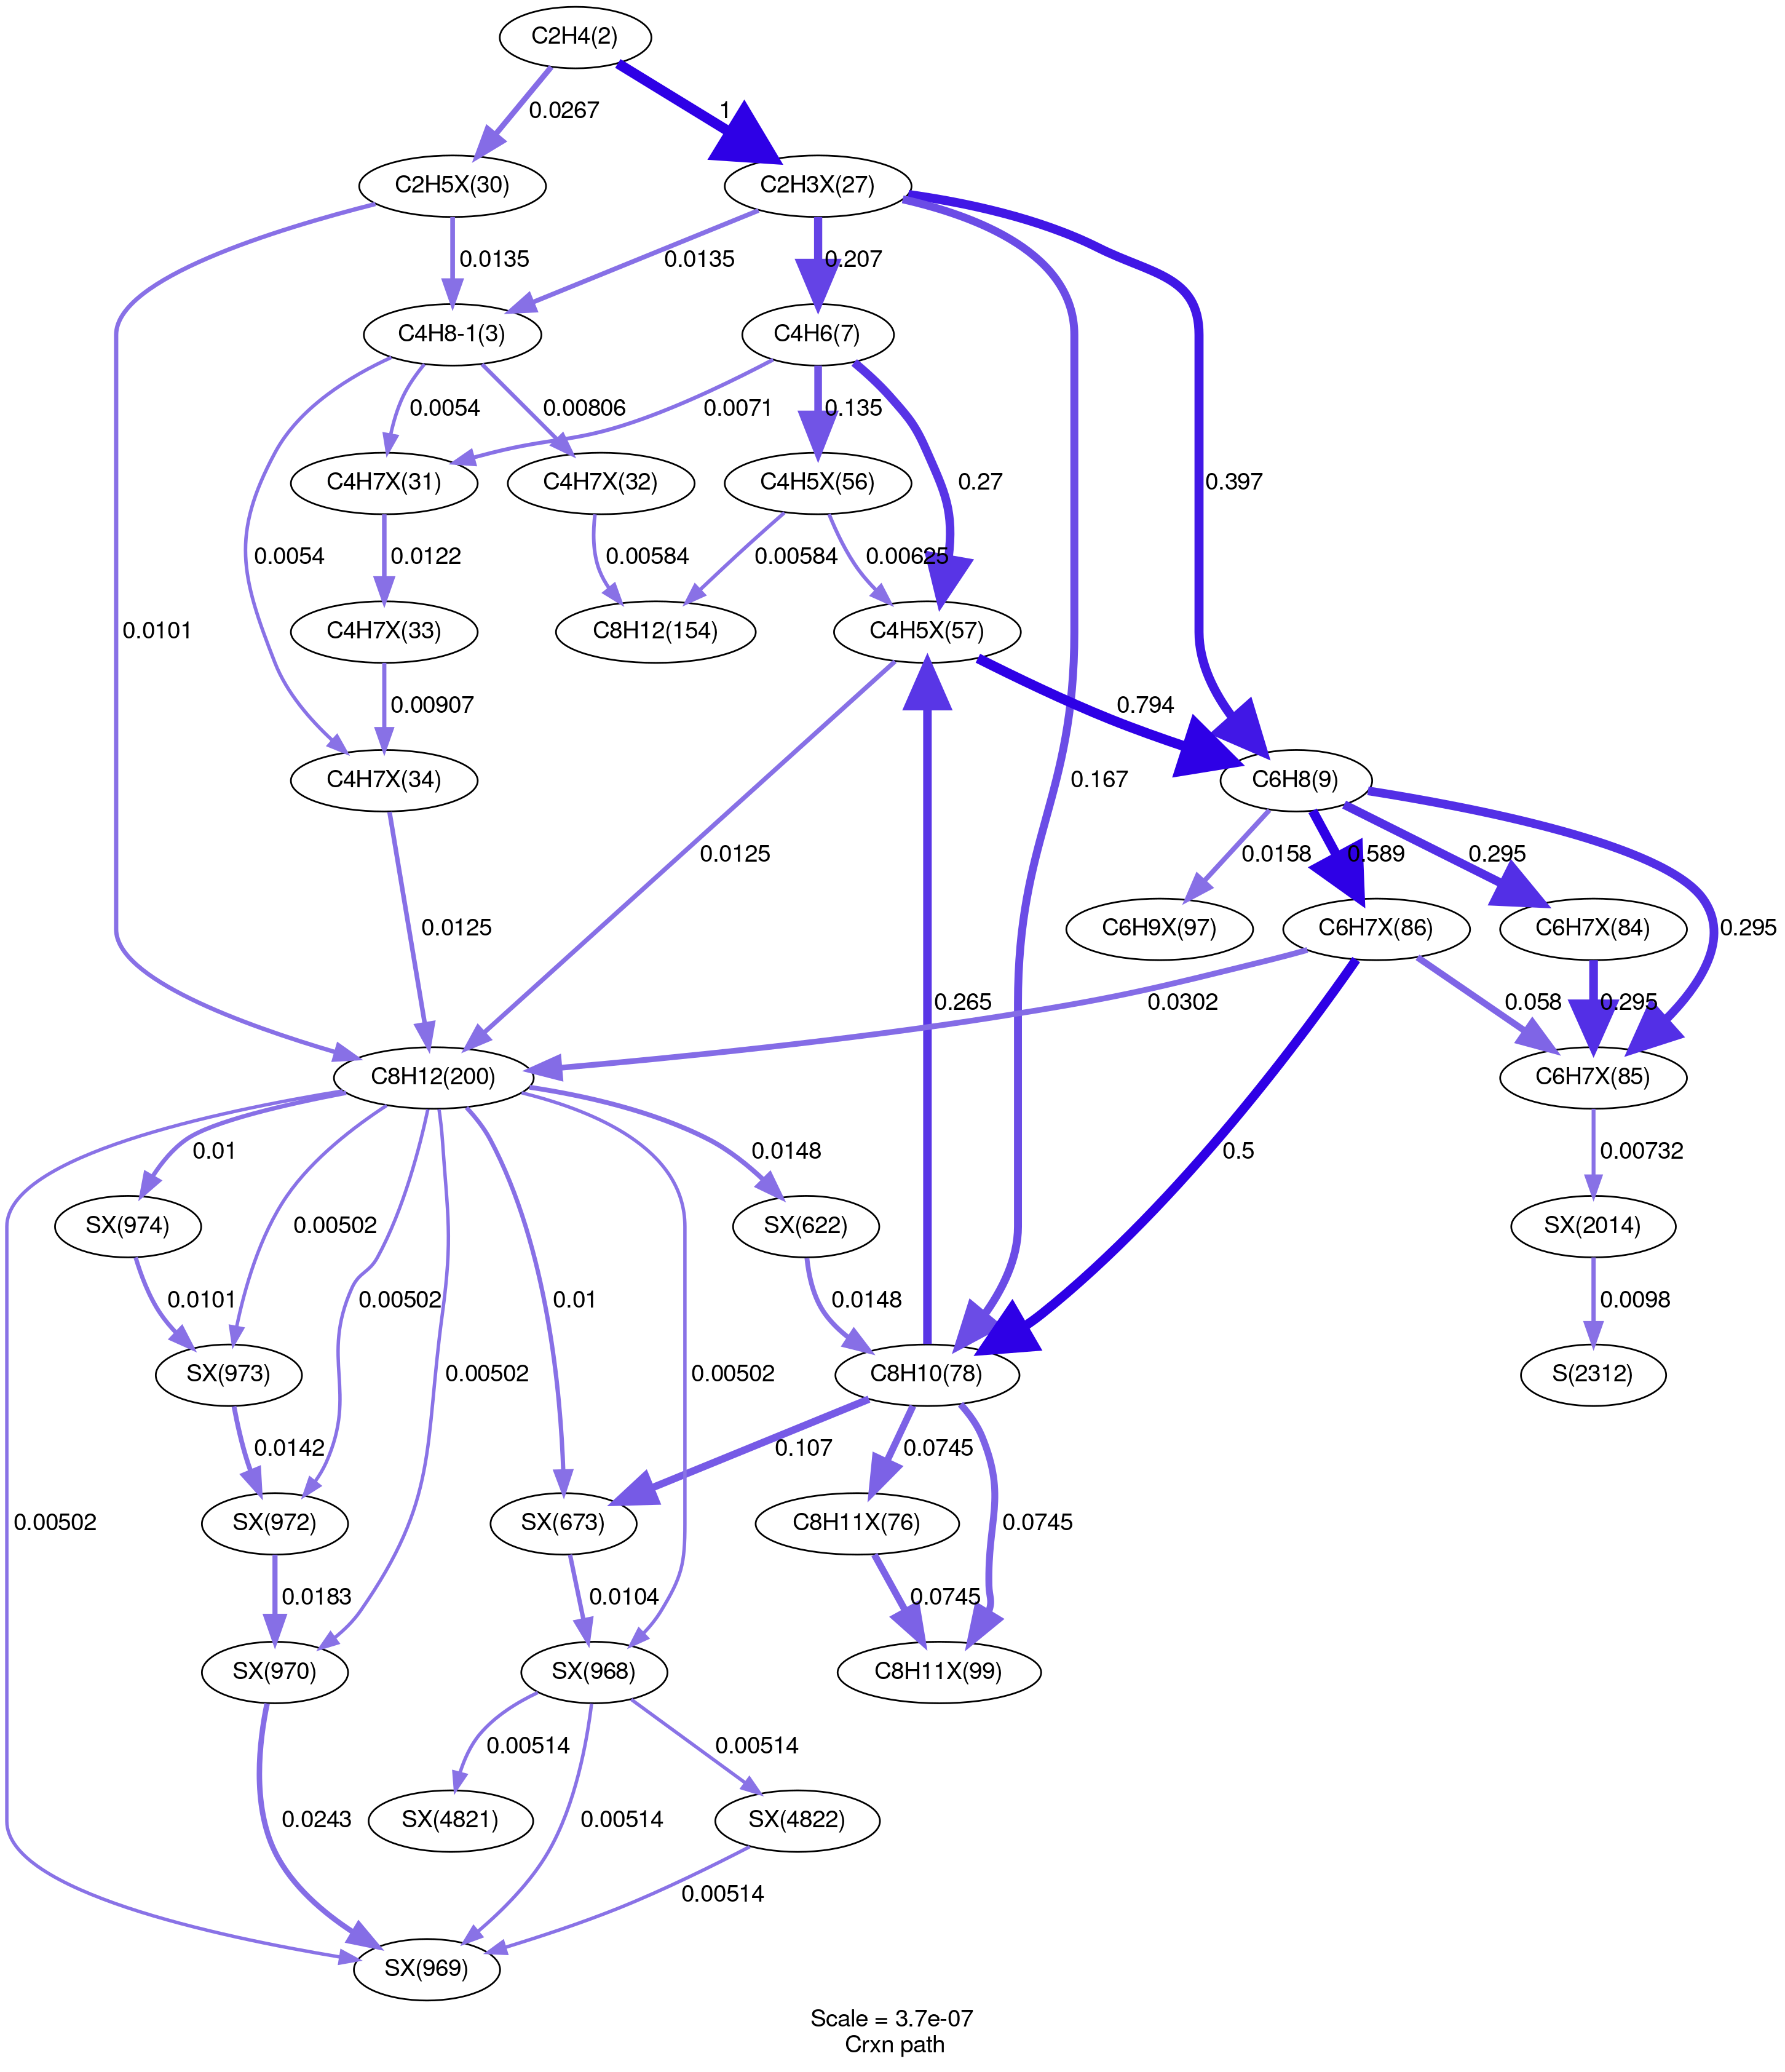 C2H4(2)
0.0267
1
C2H5X(30)
C2H3X(27)
0.0135
0.0135
0.207
C4H8-1(3)
C4H6(7)
0.0054
0.00806
0.0071
0.135
0.27
0.397
C4H7X(31)
C4H7X(32)
C4H5X(56)
0.0054
0.0122
0.00584
0.00584
0.00625
0.0101
C4H7X(33)
C8H12(154)
C4H5X(57)
0.00907
0.794
0.167
C4H7X(34)
C6H8(9)
0.0125
0.0158
0.589
0.295
0.295
0.0125
C6H9X(97)
C6H7X(86)
C6H7X(84)
0.265
0.0302
0.058
0.295
C8H12(200)
C6H7X(85)
0.01
0.0148
0.5
0.00732
SX(974)
SX(622)
SX(2014)
0.0101
0.00502
0.00502
0.01
0.0148
0.0098
0.00502
0.00502
SX(973)
C8H10(78)
S(2312)
0.0142
0.107
0.0745
0.0745
0.00502
SX(972)
SX(673)
C8H11X(76)
0.0183
0.0104
0.0745
SX(970)
SX(968)
C8H11X(99)
0.00514
0.00514
0.0243
SX(4821)
0.00514
SX(4822)
0.00514
SX(969)
Scale = 3.7e-07
Crxn path